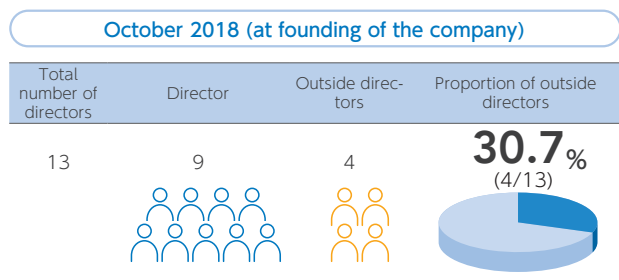 October 2018 (at founding of the company)
Total
number of
directors
Director
Outside direc-
tors
Proportion of outside
directors
13
9
4
30.7%
(4/13)